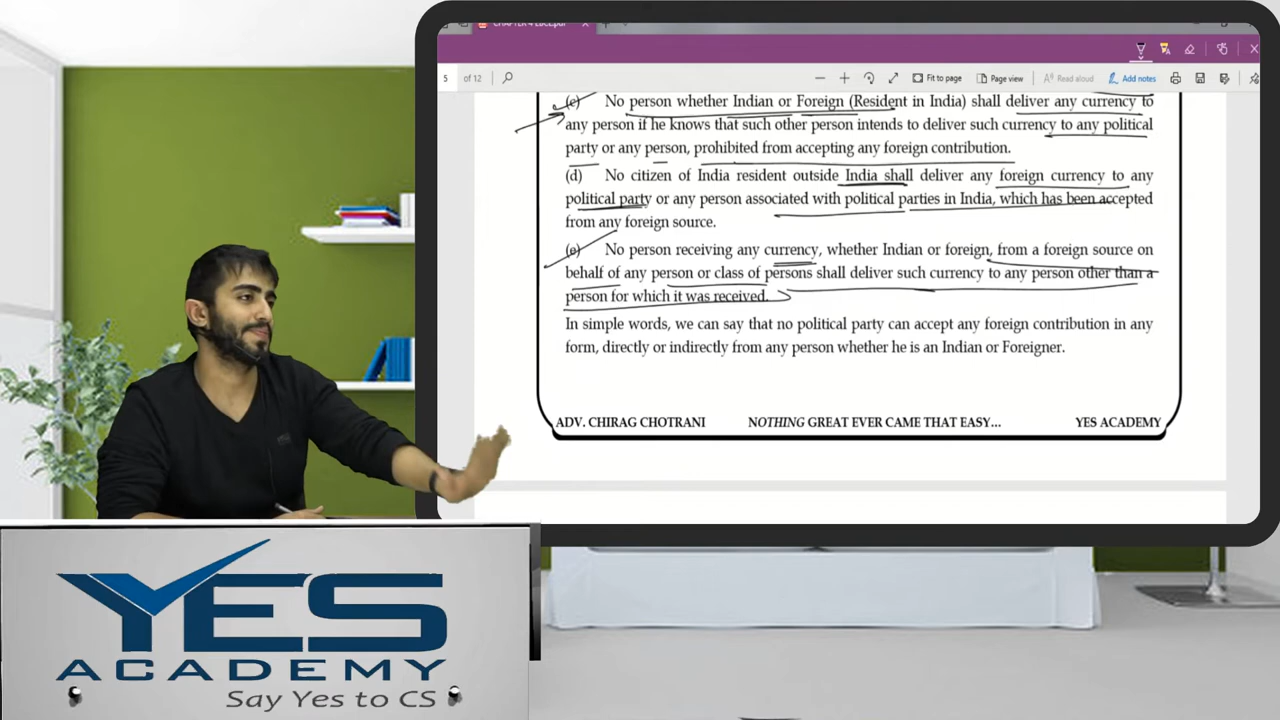 CHAPTER 4 EBCL.pdf
5 of 12
Fit to page
Page view
Read aloud
Add notes
(c) No person whether Indian or Foreign (Resident in India) shall deliver any currency to
any person if he knows that such other person intends to deliver such currency to any political
party or any person, prohibited from accepting any foreign contribution.
(d) No citizen of India resident outside India shall deliver any foreign currency to any
political party or any person associated with political parties in India, which has been accepted
from any foreign source.
(e) No person receiving any currency, whether Indian or foreign, from a foreign source on
behalf of any person or class of persons shall deliver such currency to any person other than a
person for which it was received.
In simple words, we can say that no political party can accept any foreign contribution in any
form, directly or indirectly from any person whether he is an Indian or Foreigner.
ADV. CHIRAG CHOTRANI NOTHING GREAT EVER CAME THAT EASY... YES ACADEMY
YES
ACADEMY
Say Yes to CS